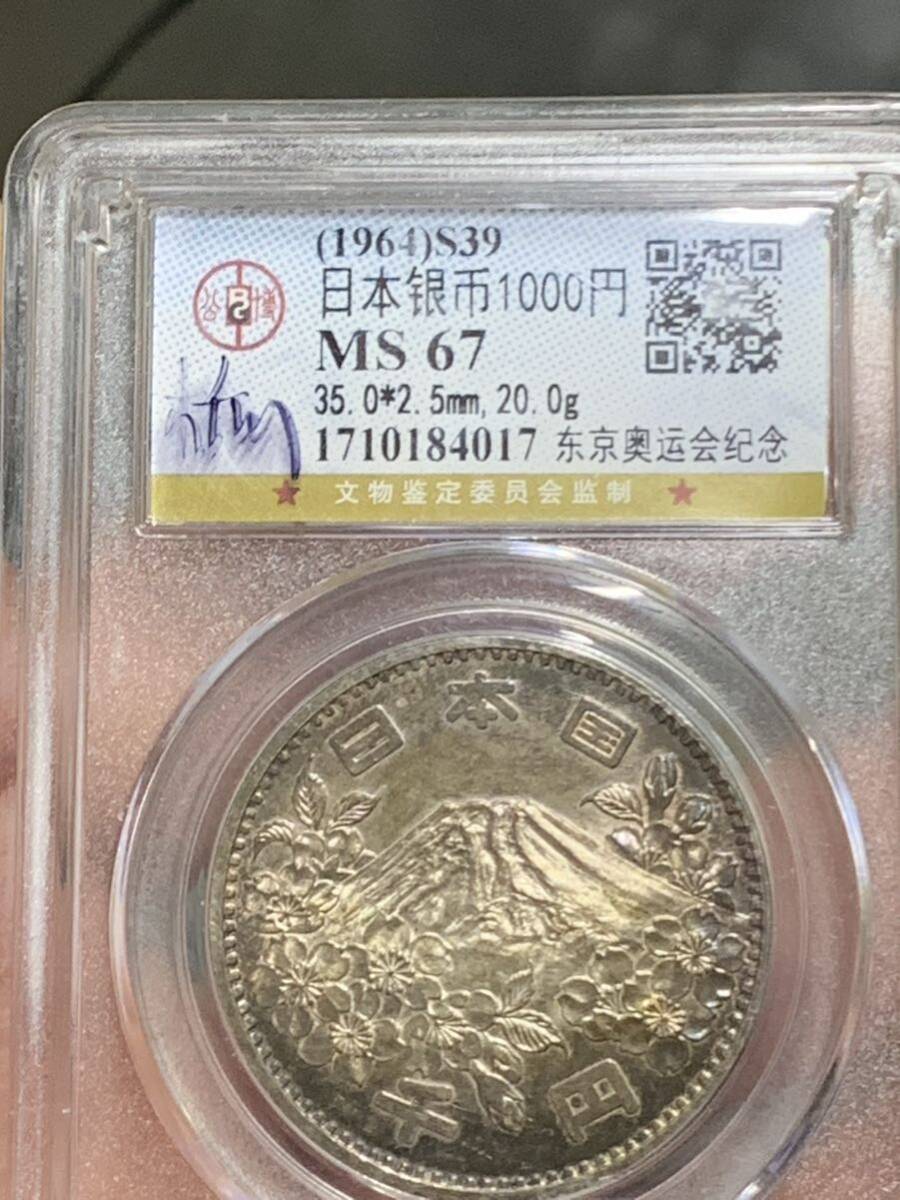 (1964)S39
日本银币1000円
公 博
MS 67
35.0*2.5mm,20.0g
1710184017 东京奥运会纪念
★ 文物鉴定委员会监制 ★
日本国
千円